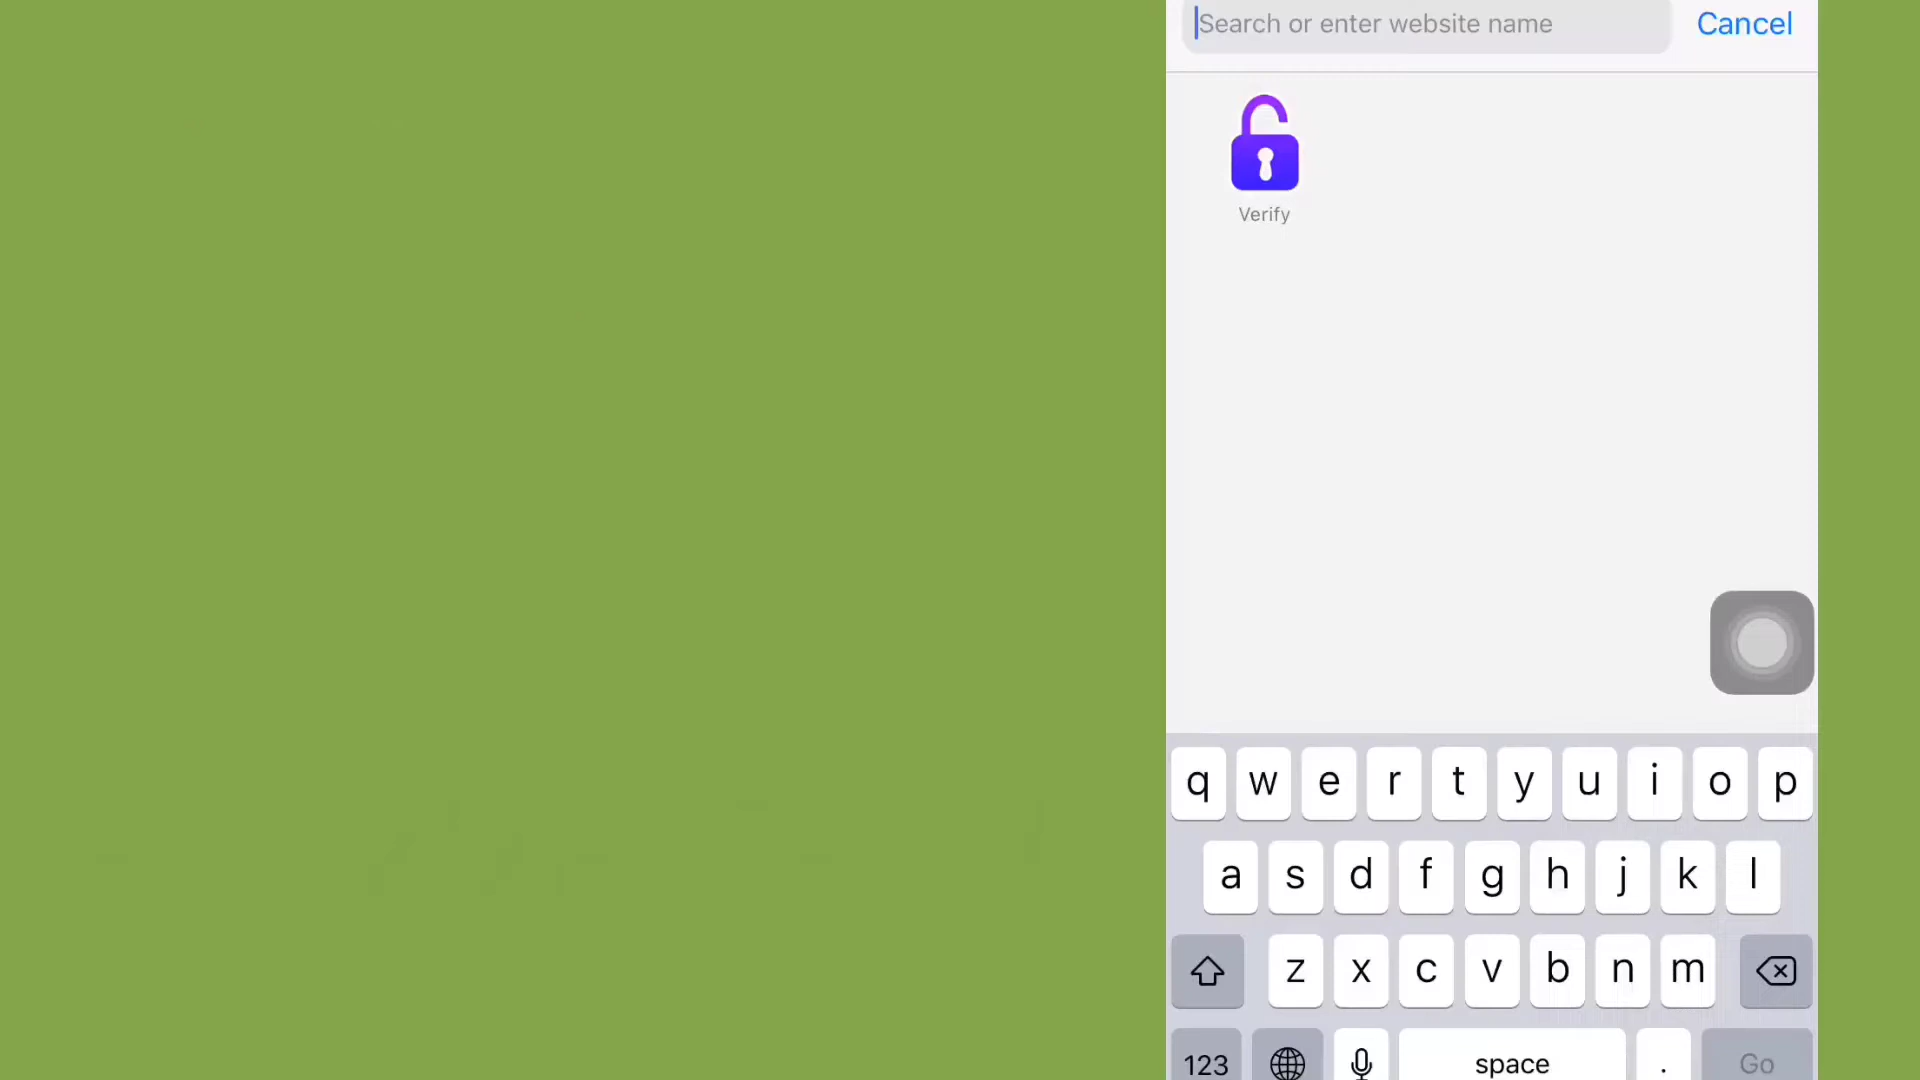 Search or enter website name Cancel
Verify
q w e r t y u i o p
a s d f g h j k l
z x c v b n m
123 space . Go